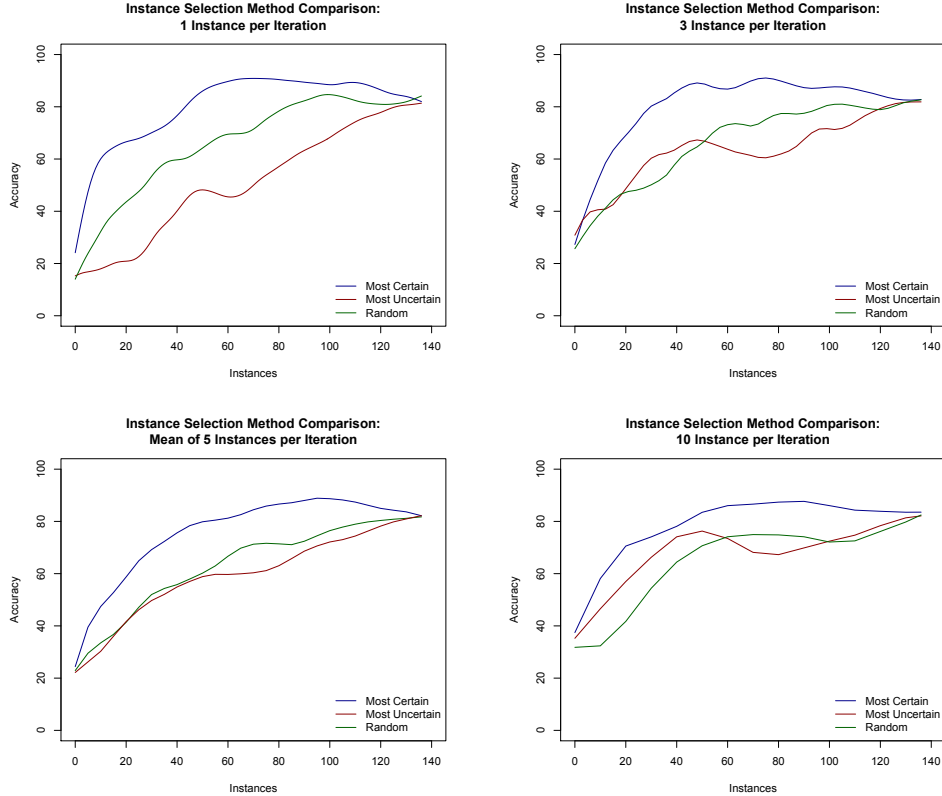 Instance Selection Method Comparison:
1 Instance per Iteration
100
80
60
40
20
0
Accuracy
0 20 40 60 80 100 120 140
Instances
Most Certain
Most Uncertain
Random
Instance Selection Method Comparison:
3 Instance per Iteration
100
80
60
40
20
0
Accuracy
0 20 40 60 80 100 120 140
Instances
Most Certain
Most Uncertain
Random
Instance Selection Method Comparison:
Mean of 5 Instances per Iteration
100
80
60
40
20
0
Accuracy
0 20 40 60 80 100 120 140
Instances
Most Certain
Most Uncertain
Random
Instance Selection Method Comparison:
10 Instance per Iteration
100
80
60
40
20
0
Accuracy
0 20 40 60 80 100 120 140
Instances
Most Certain
Most Uncertain
Random